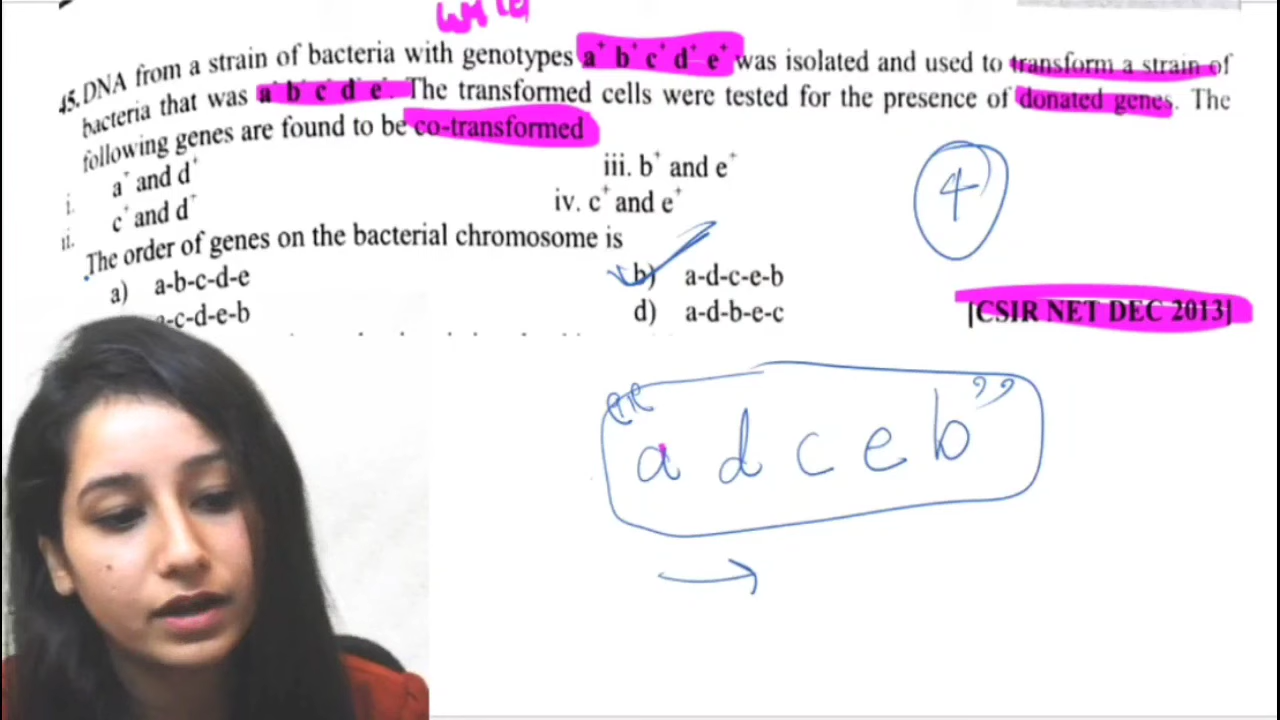 45. DNA from a strain of bacteria with genotypes a⁺ b⁺ c⁺ d⁺ e⁺ was isolated and used to transform a strain of
bacteria that was a⁻ b⁻ c⁻ d⁻ e⁻. The transformed cells were tested for the presence of donated genes. The
following genes are found to be co-transformed
i. a⁺ and d⁺ iii. b⁺ and e⁺
ii. c⁺ and d⁺ iv. c⁺ and e⁺
The order of genes on the bacterial chromosome is
a) a-b-c-d-e b) a-d-c-e-b
a-c-d-e-b d) a-d-b-e-c
[CSIR NET DEC 2013]
4
"a d c e b"